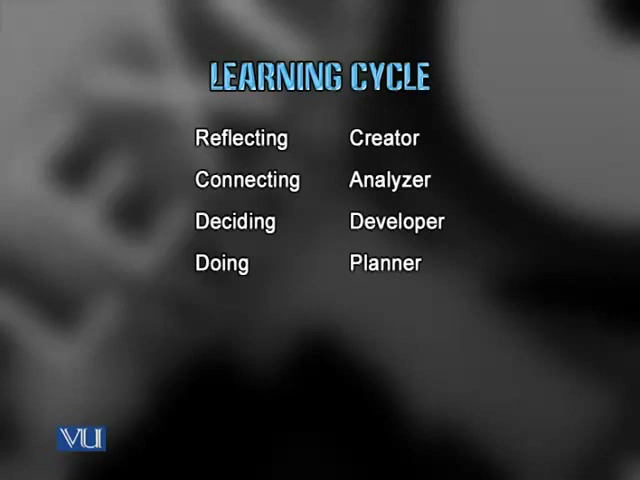 LEARNING CYCLE
Reflecting Creator
Connecting Analyzer
Deciding Developer
Doing Planner
VU